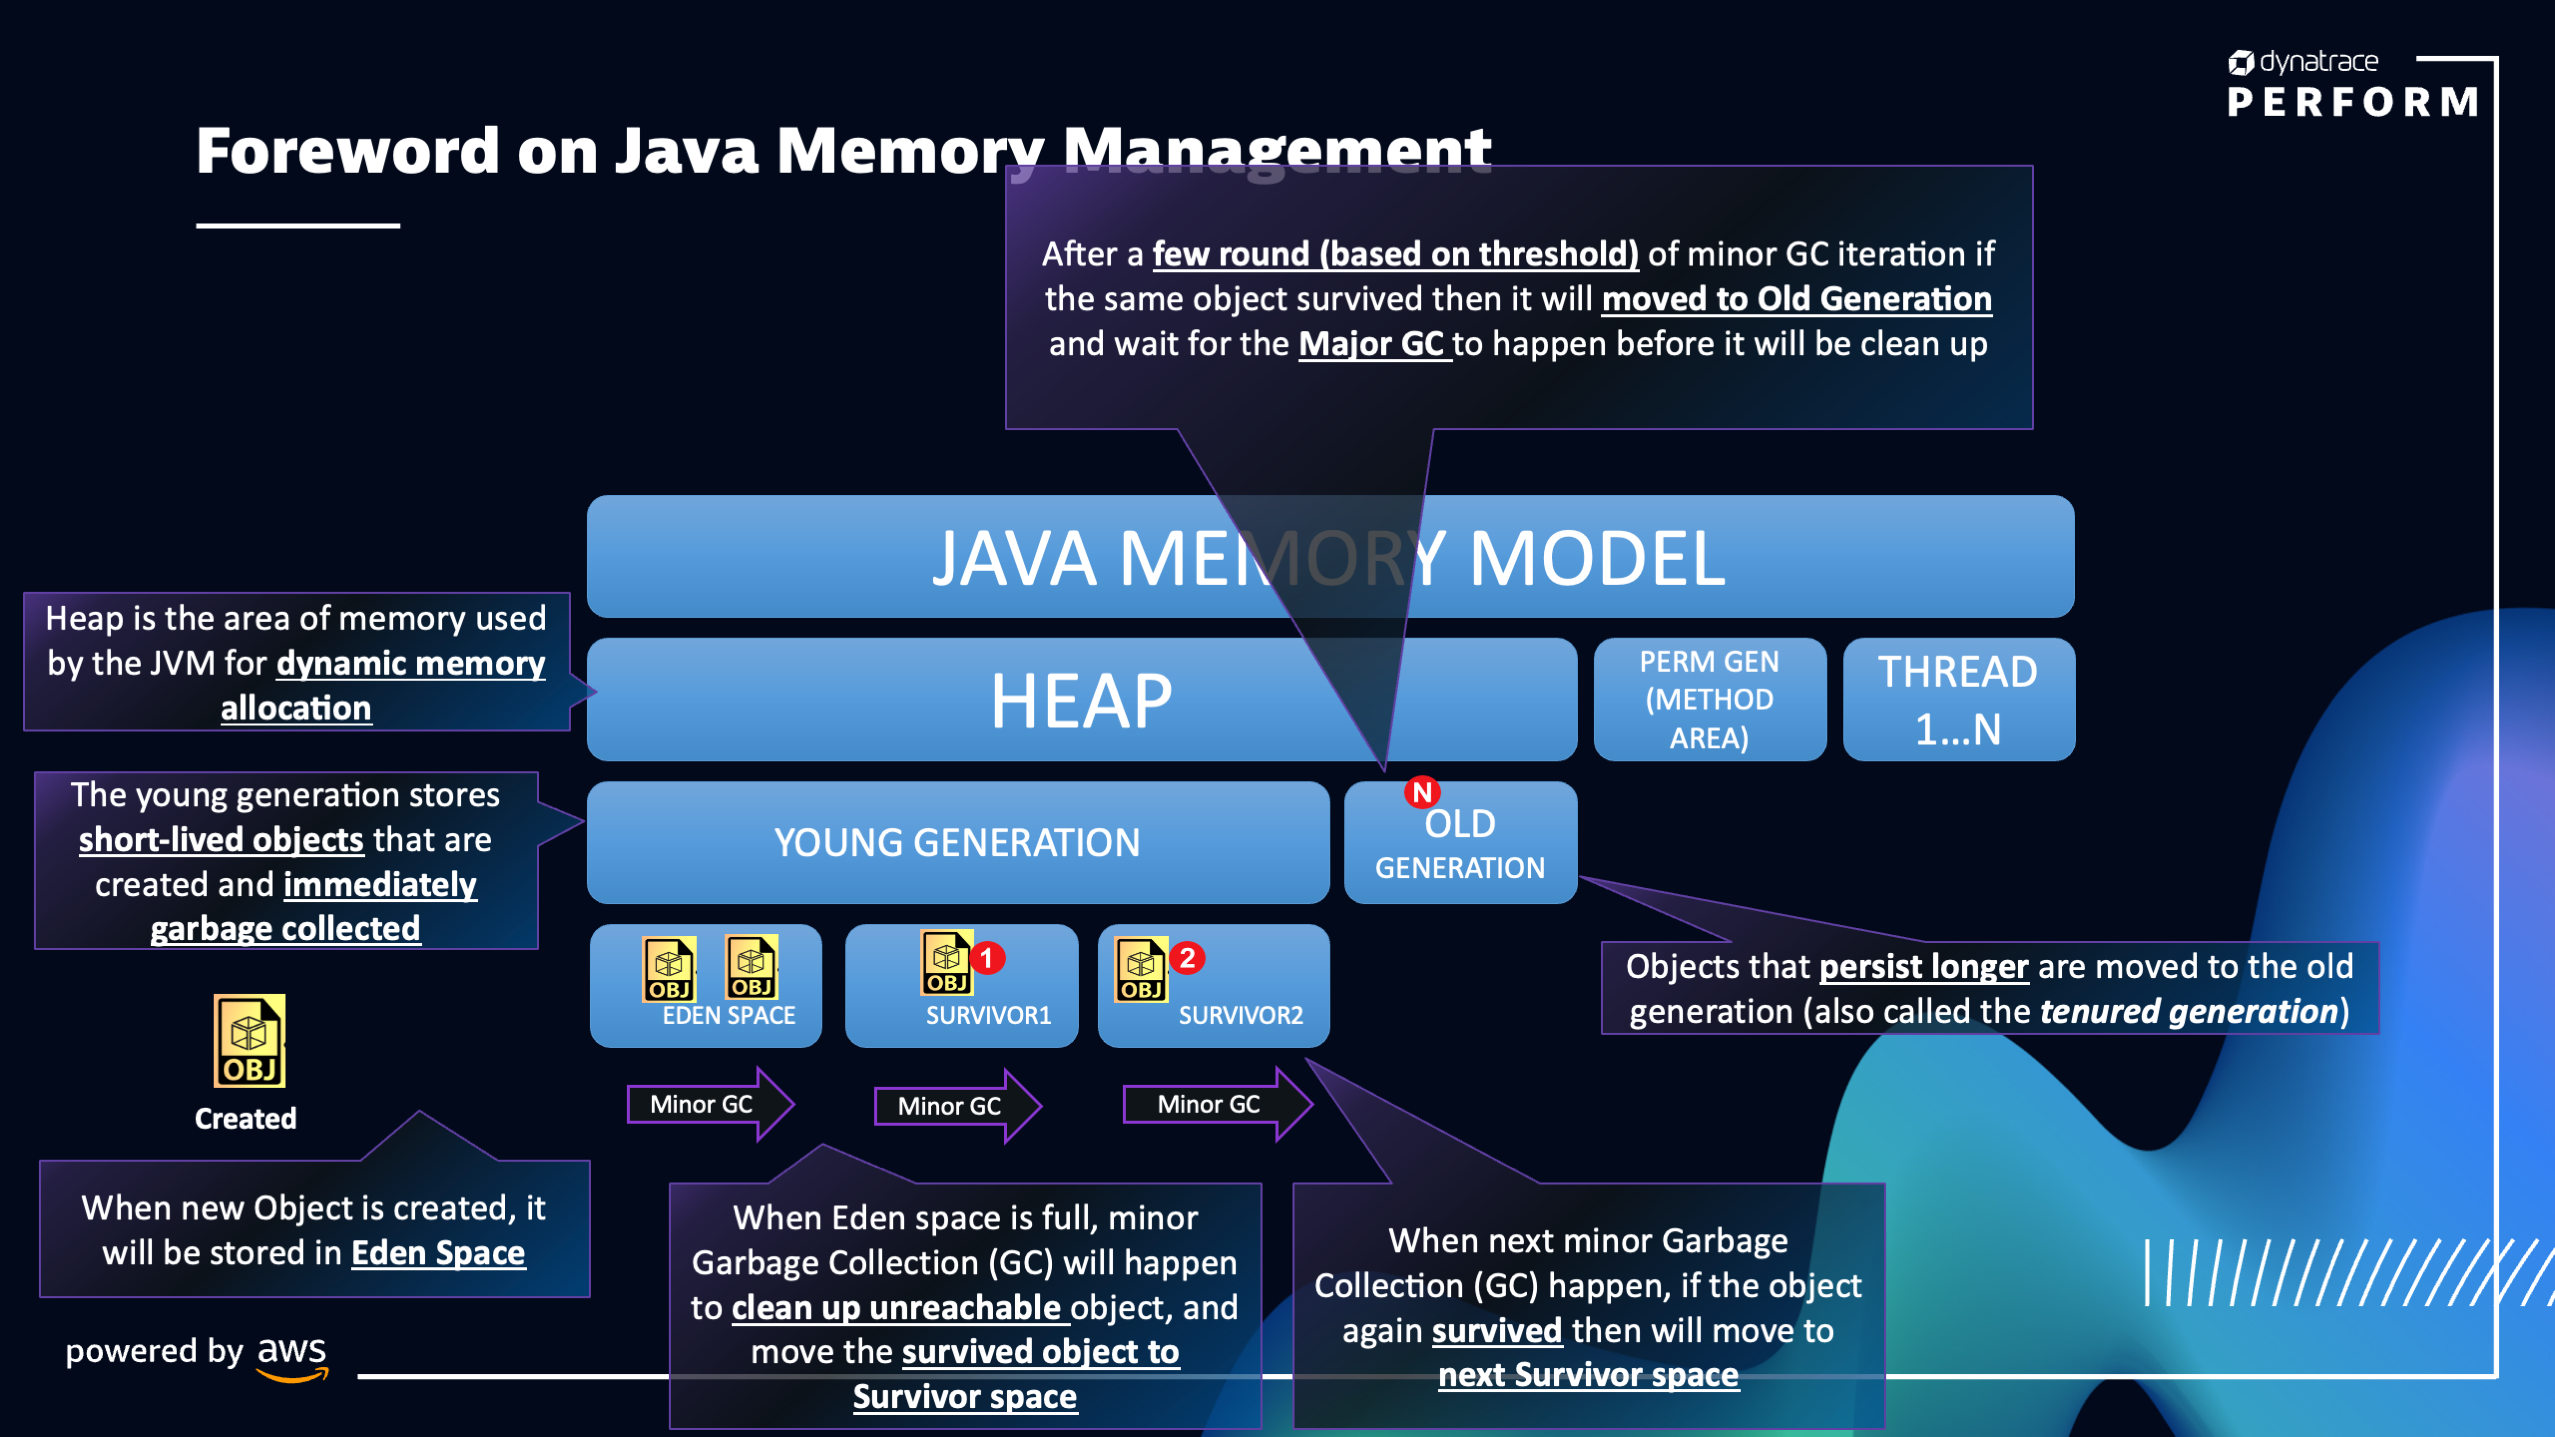 dynatrace
PERFORM
Foreword on Java Memory Management
After a few round (based on threshold) of minor GC iteration if
the same object survived then it will moved to Old Generation
and wait for the Major GC to happen before it will be clean up
JAVA MEMORY MODEL
Heap is the area of memory used
by the JVM for dynamic memory
allocation
HEAP
PERM GEN
(METHOD
AREA)
THREAD
1...N
The young generation stores
short-lived objects that are
created and immediately
garbage collected
YOUNG GENERATION
N
OLD
GENERATION
OBJ
OBJ
EDEN SPACE
OBJ
1
SURVIVOR1
OBJ
2
SURVIVOR2
Objects that persist longer are moved to the old
generation (also called the tenured generation)
OBJ
Created
Minor GC
Minor GC
Minor GC
When new Object is created, it
will be stored in Eden Space
When Eden space is full, minor
Garbage Collection (GC) will happen
to clean up unreachable object, and
move the survived object to
Survivor space
When next minor Garbage
Collection (GC) happen, if the object
again survived then will move to
next Survivor space
powered by aws